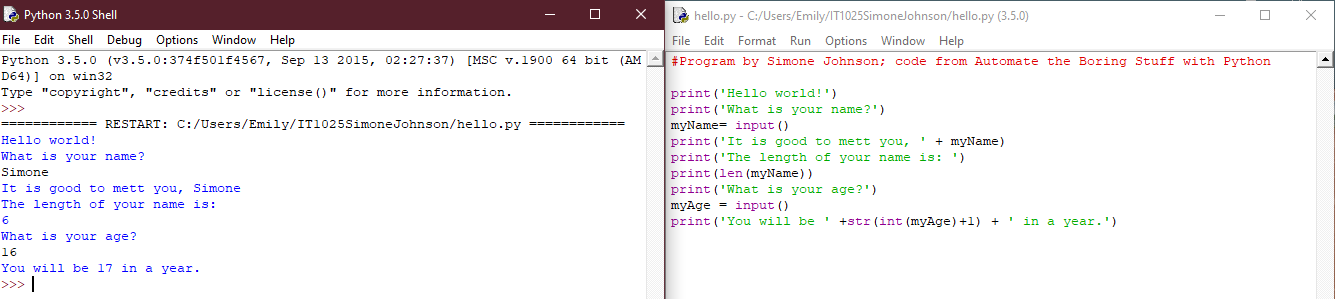 Python 3.5.0 Shell
File Edit Shell Debug Options Window Help
Python 3.5.0 (v3.5.0:374f501f4567, Sep 13 2015, 02:27:37) [MSC v.1900 64 bit (AM
D64)] on win32
Type "copyright", "credits" or "license()" for more information.
>>>
============ RESTART: C:/Users/Emily/IT1025SimoneJohnson/hello.py ============
Hello world!
What is your name?
Simone
It is good to mett you, Simone
The length of your name is:
6
What is your age?
16
You will be 17 in a year.
>>>
hello.py - C:/Users/Emily/IT1025SimoneJohnson/hello.py (3.5.0)
File Edit Format Run Options Window Help
#Program by Simone Johnson; code from Automate the Boring Stuff with Python
print('Hello world!')
print('What is your name?')
myName= input()
print('It is good to mett you, ' + myName)
print('The length of your name is: ')
print(len(myName))
print('What is your age?')
myAge = input()
print('You will be ' +str(int(myAge)+1) + ' in a year.')